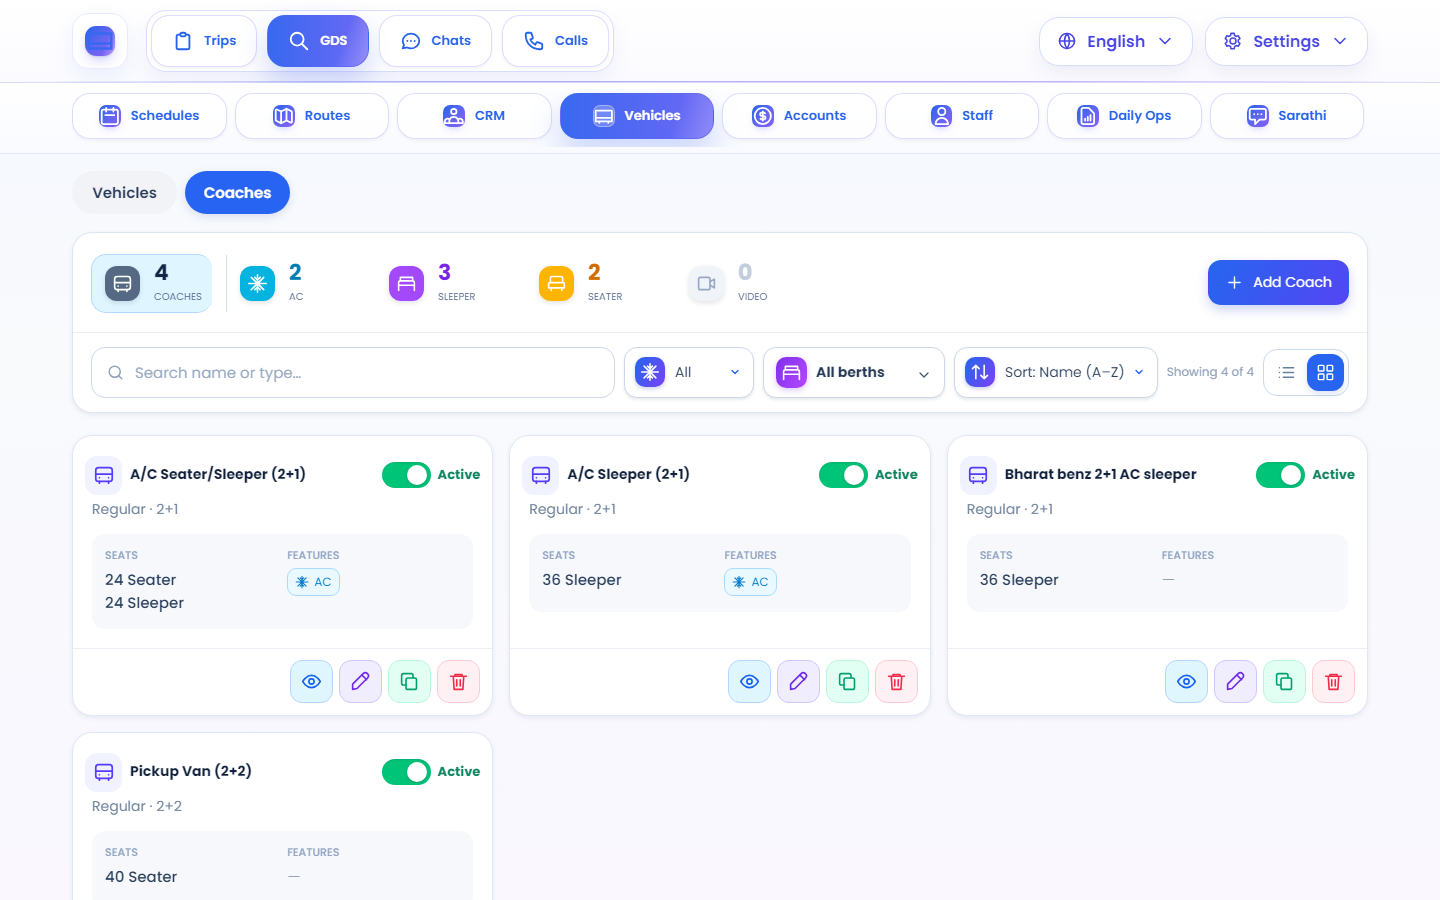 Trips
GDS
Chats
Calls
English
Settings
Schedules
Routes
CRM
Vehicles
Accounts
Staff
Daily Ops
Sarathi
Vehicles
Coaches
4
COACHES
2
AC
3
SLEEPER
2
SEATER
0
VIDEO
Add Coach
Search name or type...
All
All berths
Sort: Name (A–Z)
Showing 4 of 4
A/C Seater/Sleeper (2+1)
Active
Regular · 2+1
SEATS
FEATURES
24 Seater
AC
24 Sleeper
A/C Sleeper (2+1)
Active
Regular · 2+1
SEATS
FEATURES
36 Sleeper
AC
Bharat benz 2+1 AC sleeper
Active
Regular · 2+1
SEATS
FEATURES
36 Sleeper
—
Pickup Van (2+2)
Active
Regular · 2+2
SEATS
FEATURES
40 Seater
—